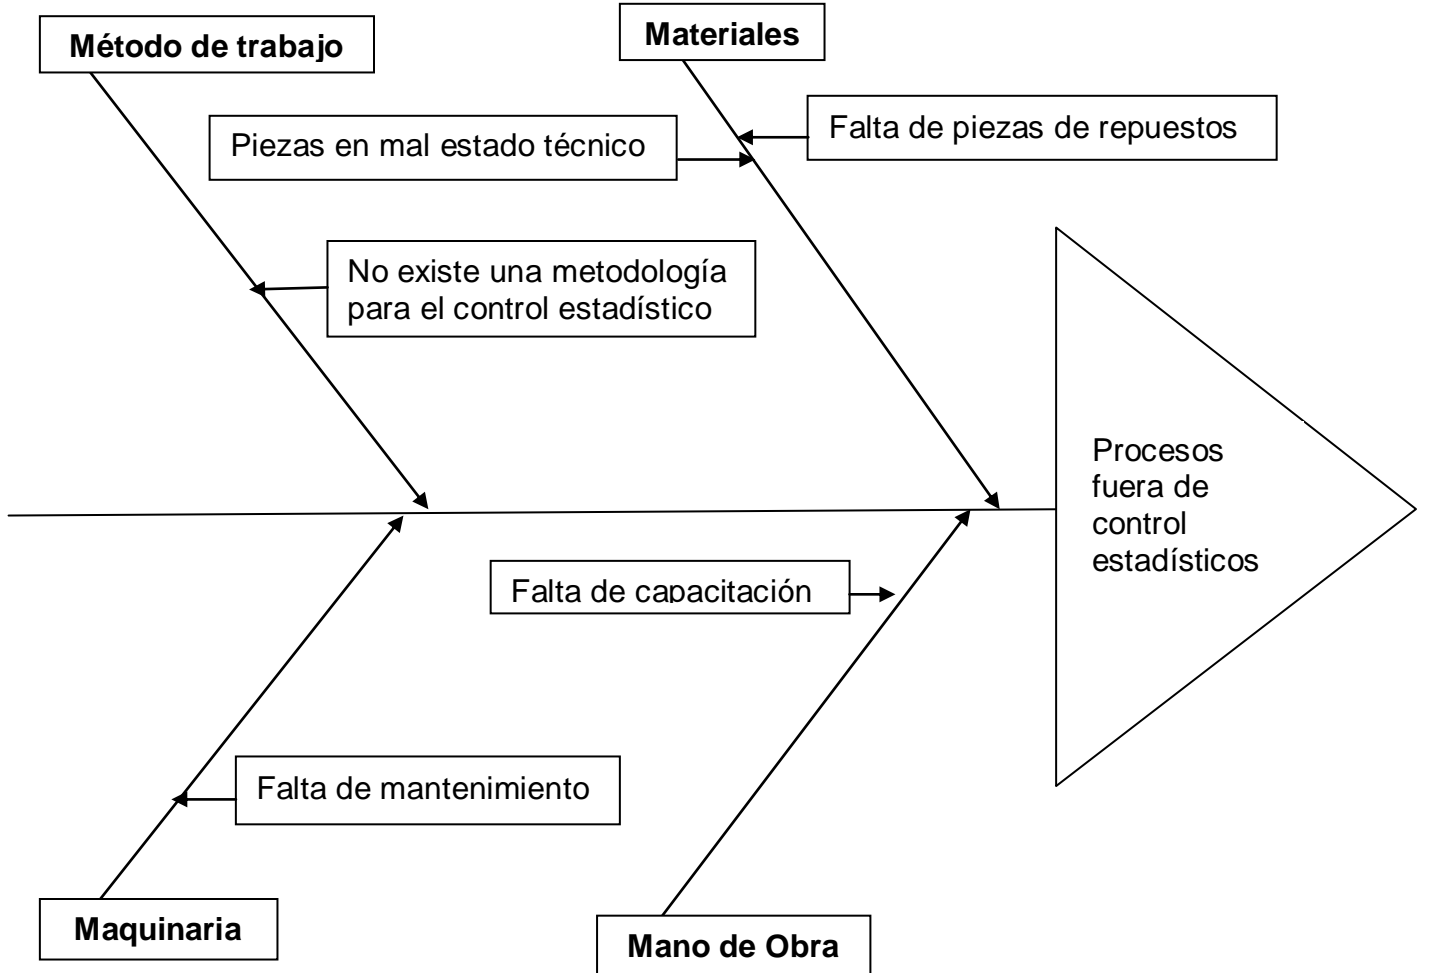 Método de trabajo
Materiales
Falta de piezas de repuestos
Piezas en mal estado técnico
No existe una metodología
para el control estadístico
Procesos
fuera de
control
estadísticos
Falta de capacitación
Falta de mantenimiento
Maquinaria
Mano de Obra